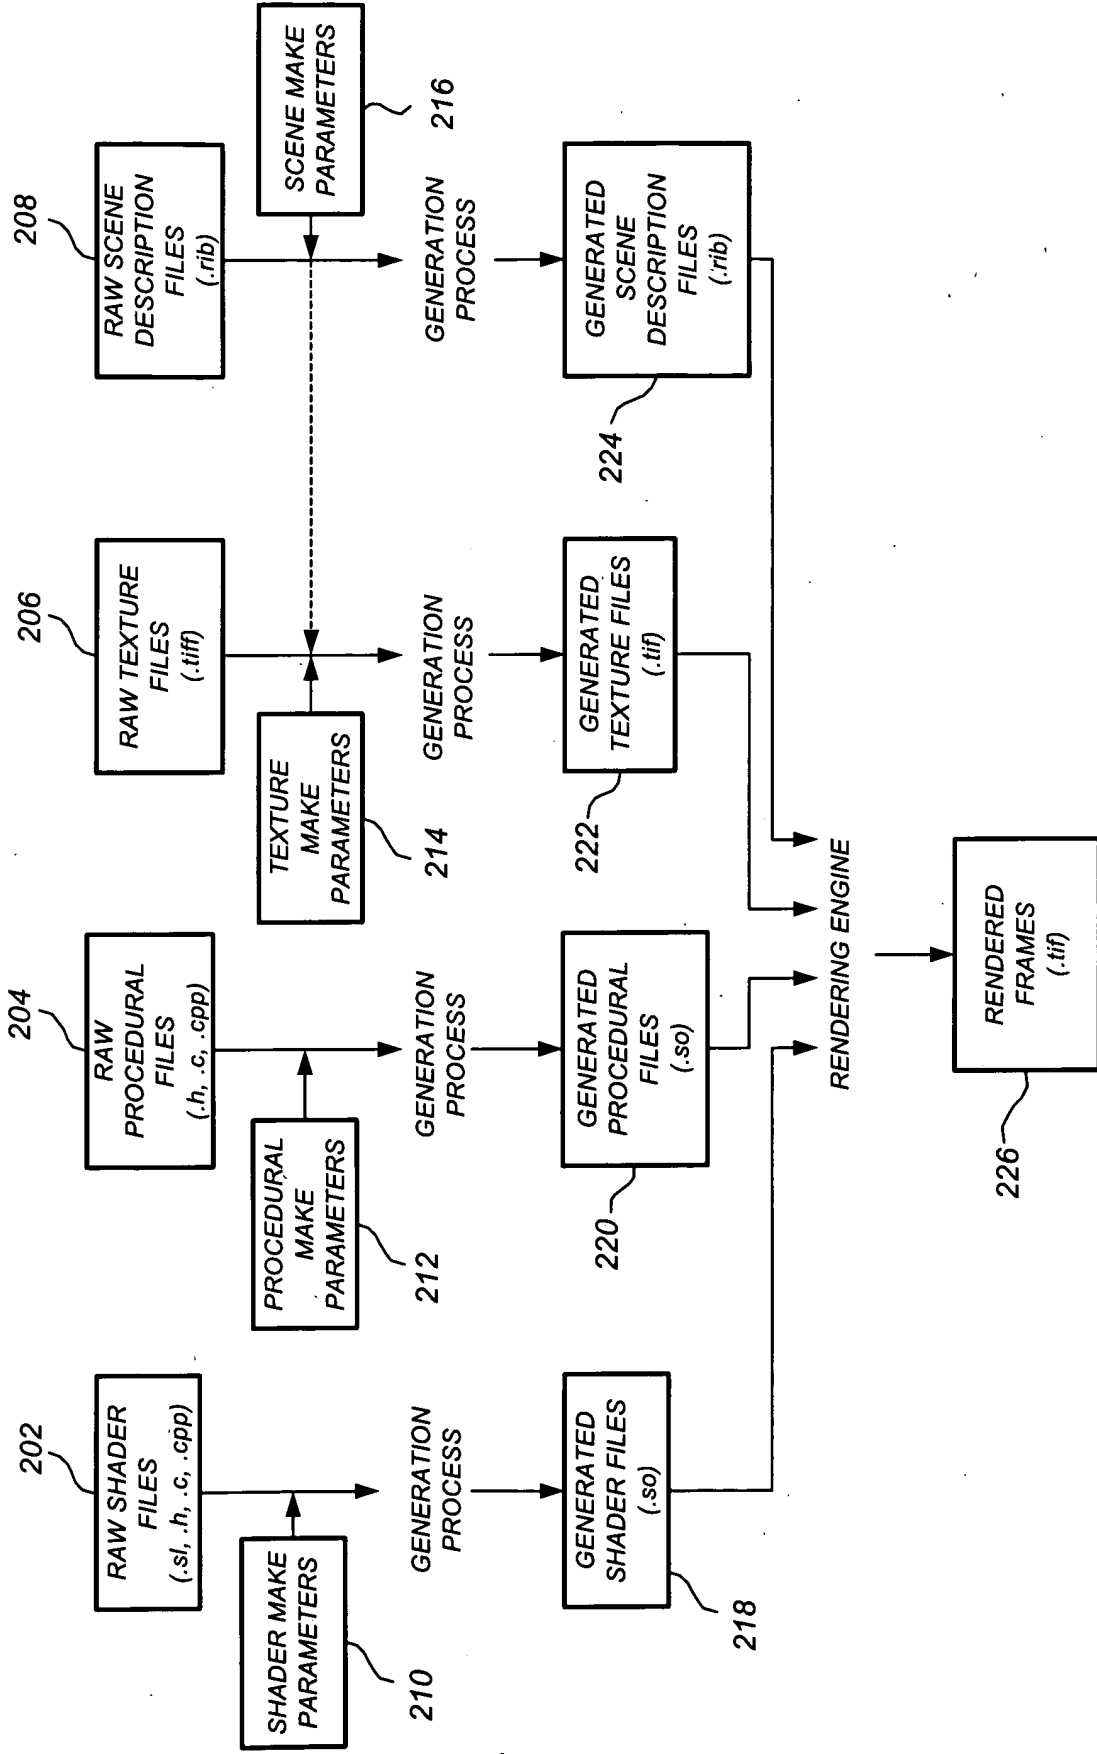 202
RAW SHADER
FILES
(.sl, .h, .c, .cpp)
204
RAW
PROCEDURAL
FILES
(.h, .c, .cpp)
206
RAW TEXTURE
FILES
(.tiff)
208
RAW SCENE
DESCRIPTION
FILES
(.rib)
SHADER MAKE
PARAMETERS
210
PROCEDURAL
MAKE
PARAMETERS
212
TEXTURE
MAKE
PARAMETERS
214
SCENE MAKE
PARAMETERS
216
GENERATION
PROCESS
GENERATION
PROCESS
GENERATION
PROCESS
GENERATION
PROCESS
GENERATED
SHADER FILES
(.so)
218
GENERATED
PROCEDURAL
FILES
(.so)
220
GENERATED
TEXTURE FILES
(.tif)
222
GENERATED
SCENE
DESCRIPTION
FILES
(.rib)
224
RENDERING ENGINE
RENDERED
FRAMES
(.tif)
226